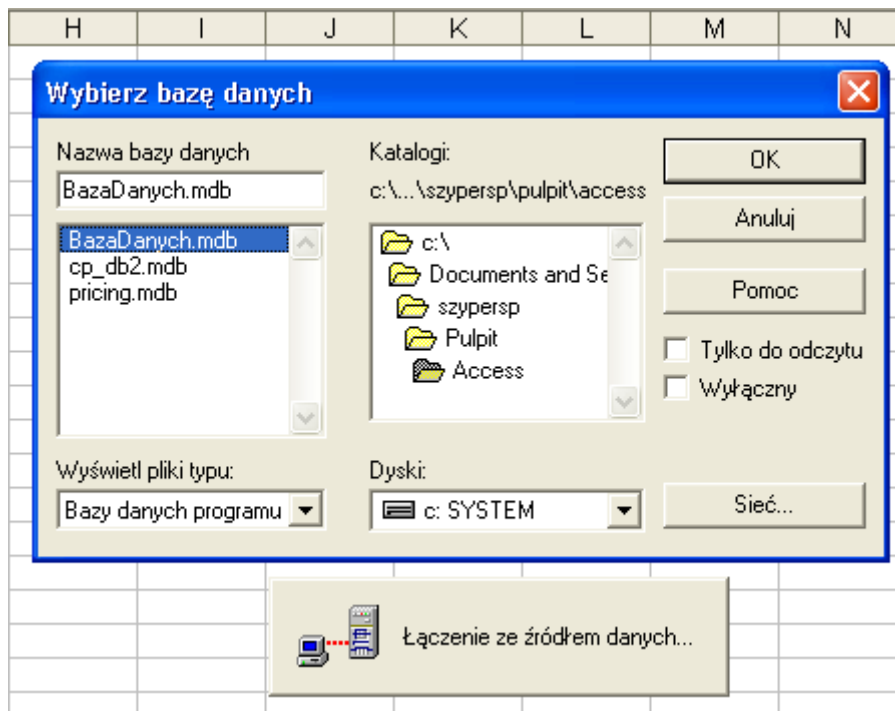 H I J K L M N
Wybierz bazę danych
Nazwa bazy danych
BazaDanych.mdb
BazaDanych.mdb
cp_db2.mdb
pricing.mdb
Wyświetl pliki typu:
Bazy danych programu
Katalogi:
c:\...\szypersp\pulpit\access
c:\
Documents and Se
szypersp
Pulpit
Access
Dyski:
c: SYSTEM
OK
Anuluj
Pomoc
Tylko do odczytu
Wyłączny
Sieć...
Łączenie ze źródłem danych...